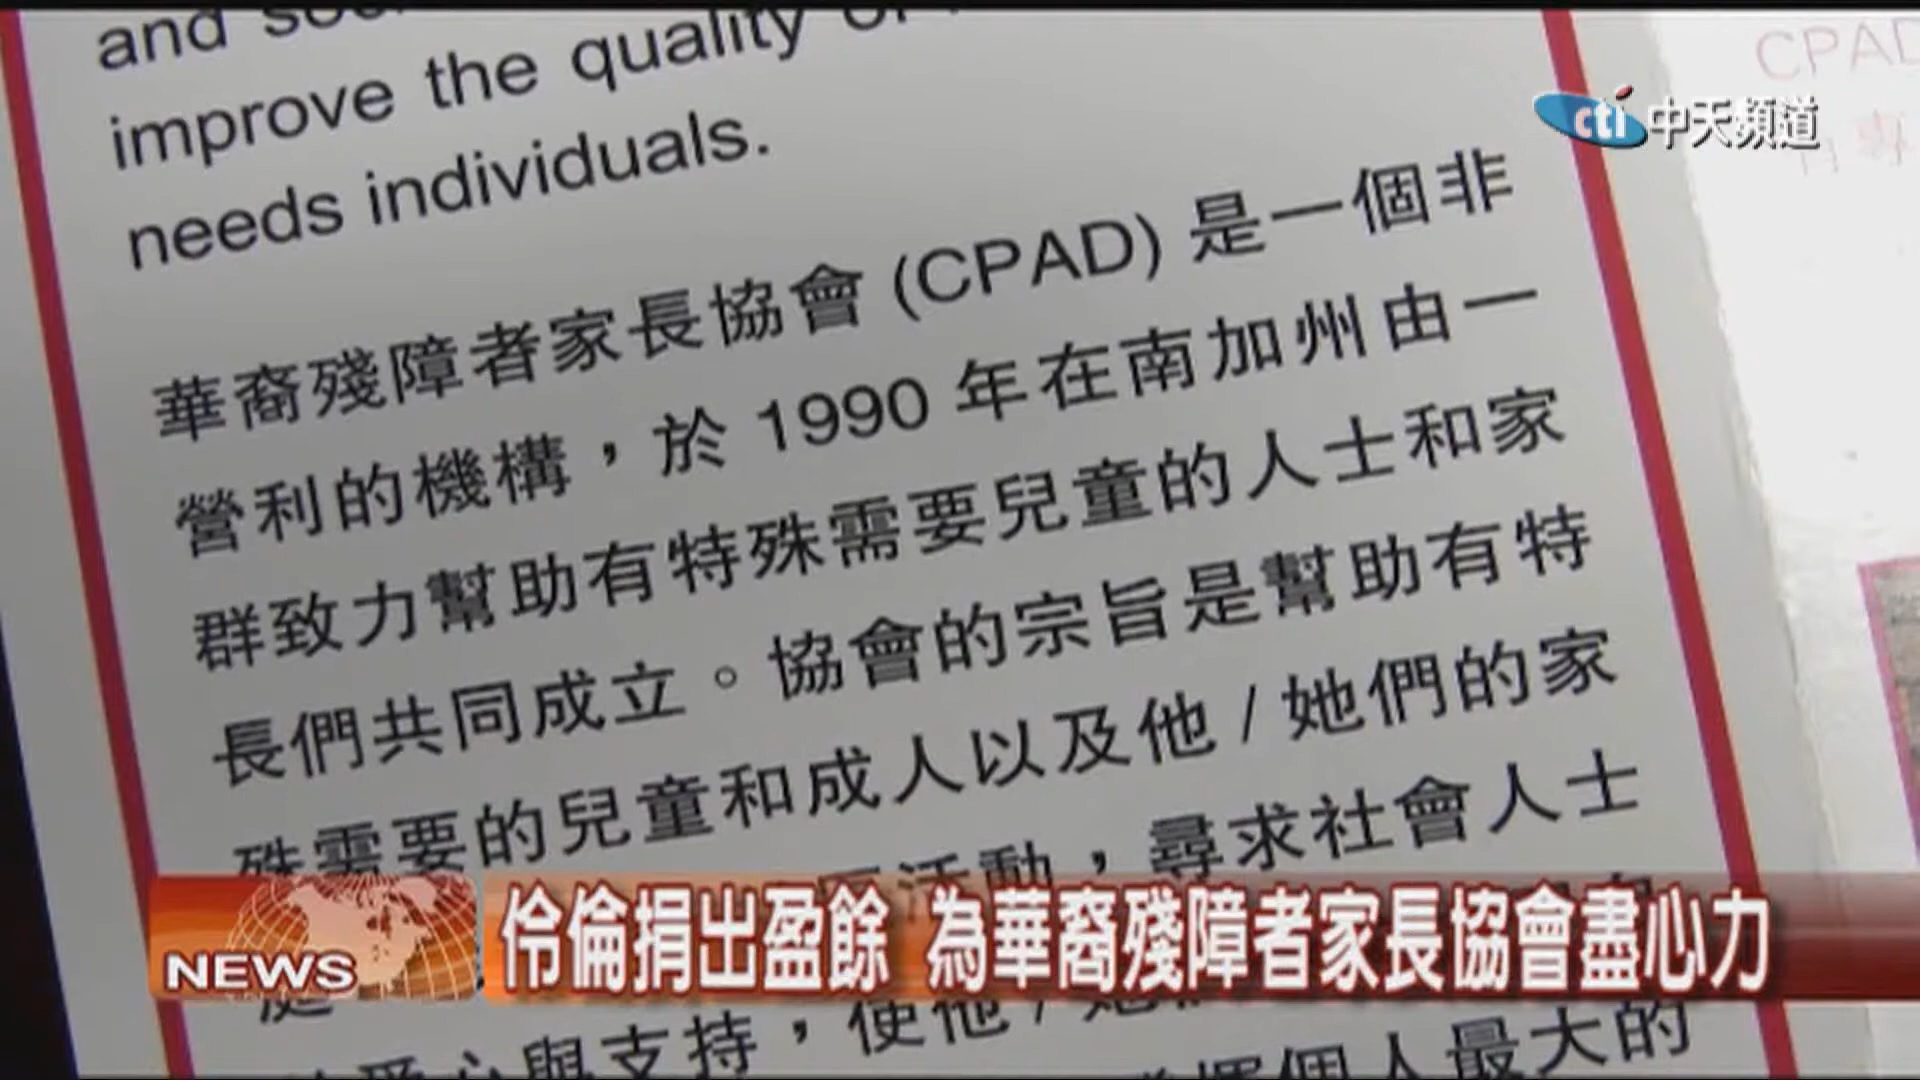 and
improve the quality
needs individuals.
CPAD
cti 中天頻道
華裔殘障者家長協會 (CPAD) 是一個非
營利的機構，於 1990 年在南加州由一
群致力幫助有特殊需要兒童的人士和家
長們共同成立。協會的宗旨是幫助有特
殊需要的兒童和成人以及他 / 她們的家
活動，尋求社會人士
NEWS
伶倫捐出盈餘 為華裔殘障者家長協會盡心力
愛心與支持，使他 /
個人最大的